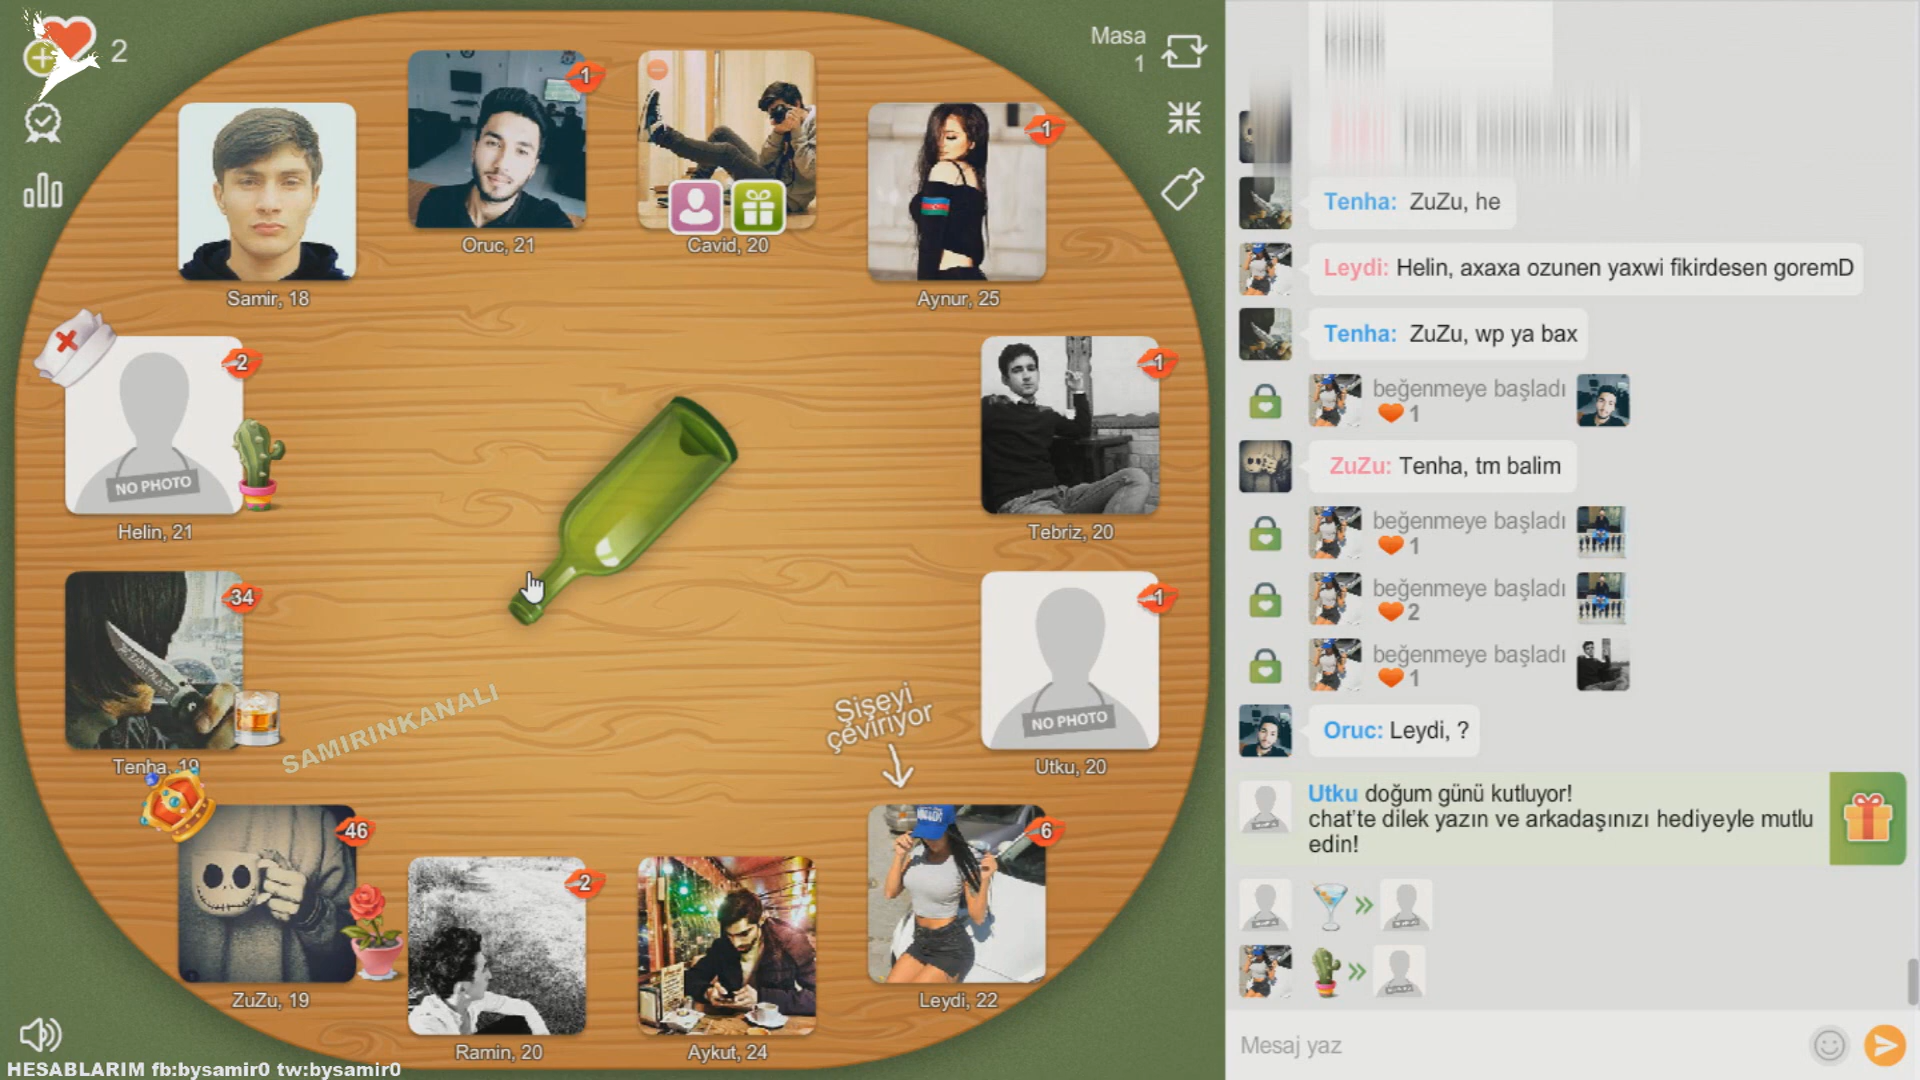 2
Masa
1
1
1
Samir, 18
Oruc, 21
Cavid, 20
Aynur, 25
2
NO PHOTO
Helin, 21
1
Tebriz, 20
34
Tenha, 19
SAMIRINKANALI
Şişeyi
çeviriyor
1
NO PHOTO
Utku, 20
46
ZuZu, 19
2
Ramin, 20
Aykut, 24
6
Leydi, 22
HESABLARIM fb:bysamir0 tw:bysamir0
Tenha: ZuZu, he
Leydi: Helin, axaxa ozunen yaxwi fikirdesen goremD
Tenha: ZuZu, wp ya bax
beğenmeye başladı
1
ZuZu: Tenha, tm balim
beğenmeye başladı
1
beğenmeye başladı
2
beğenmeye başladı
1
Oruc: Leydi, ?
Utku doğum günü kutluyor!
chat'te dilek yazın ve arkadaşınızı hediyeyle mutlu
edin!
Mesaj yaz